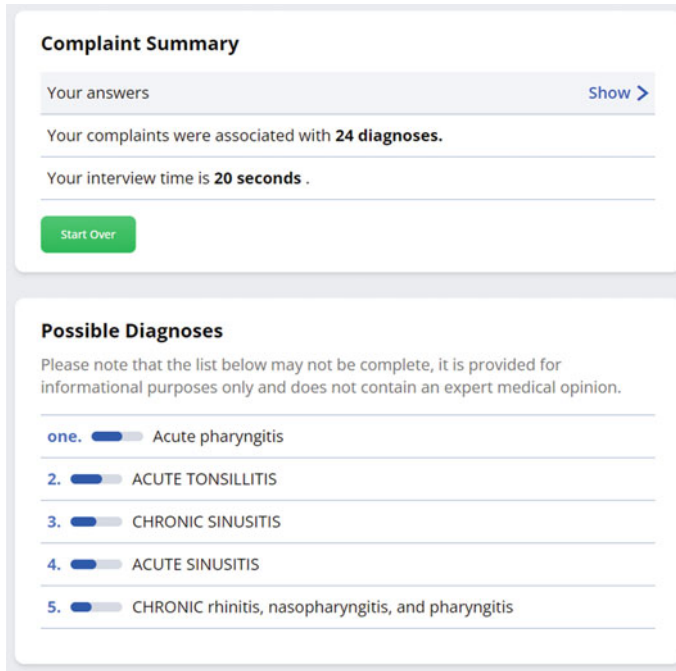 Complaint Summary
Your answers Show >
Your complaints were associated with 24 diagnoses.
Your interview time is 20 seconds .
Start Over
Possible Diagnoses
Please note that the list below may not be complete, it is provided for
informational purposes only and does not contain an expert medical opinion.
one. Acute pharyngitis
2. ACUTE TONSILLITIS
3. CHRONIC SINUSITIS
4. ACUTE SINUSITIS
5. CHRONIC rhinitis, nasopharyngitis, and pharyngitis